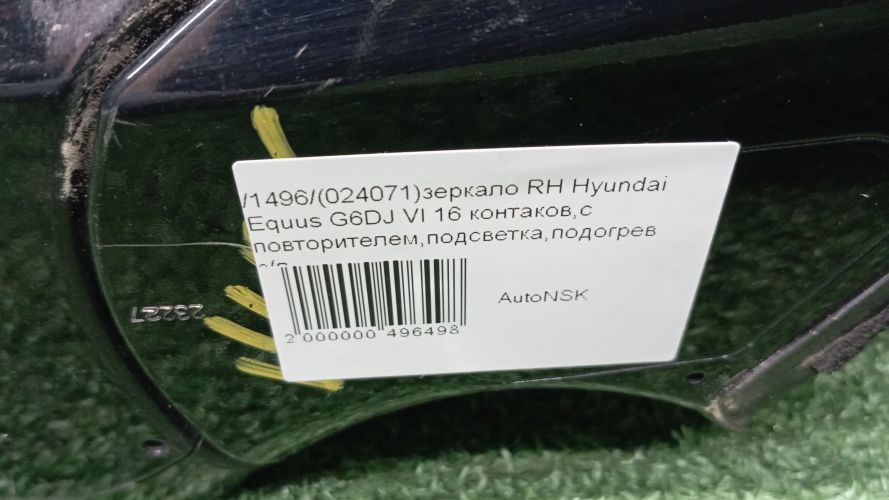 /1496/(024071)зеркало RH Hyundai
Equus G6DJ VI 16 контаков,с
повторителем,подсветка,подогрев
AutoNSK
2 000000 496498
23227